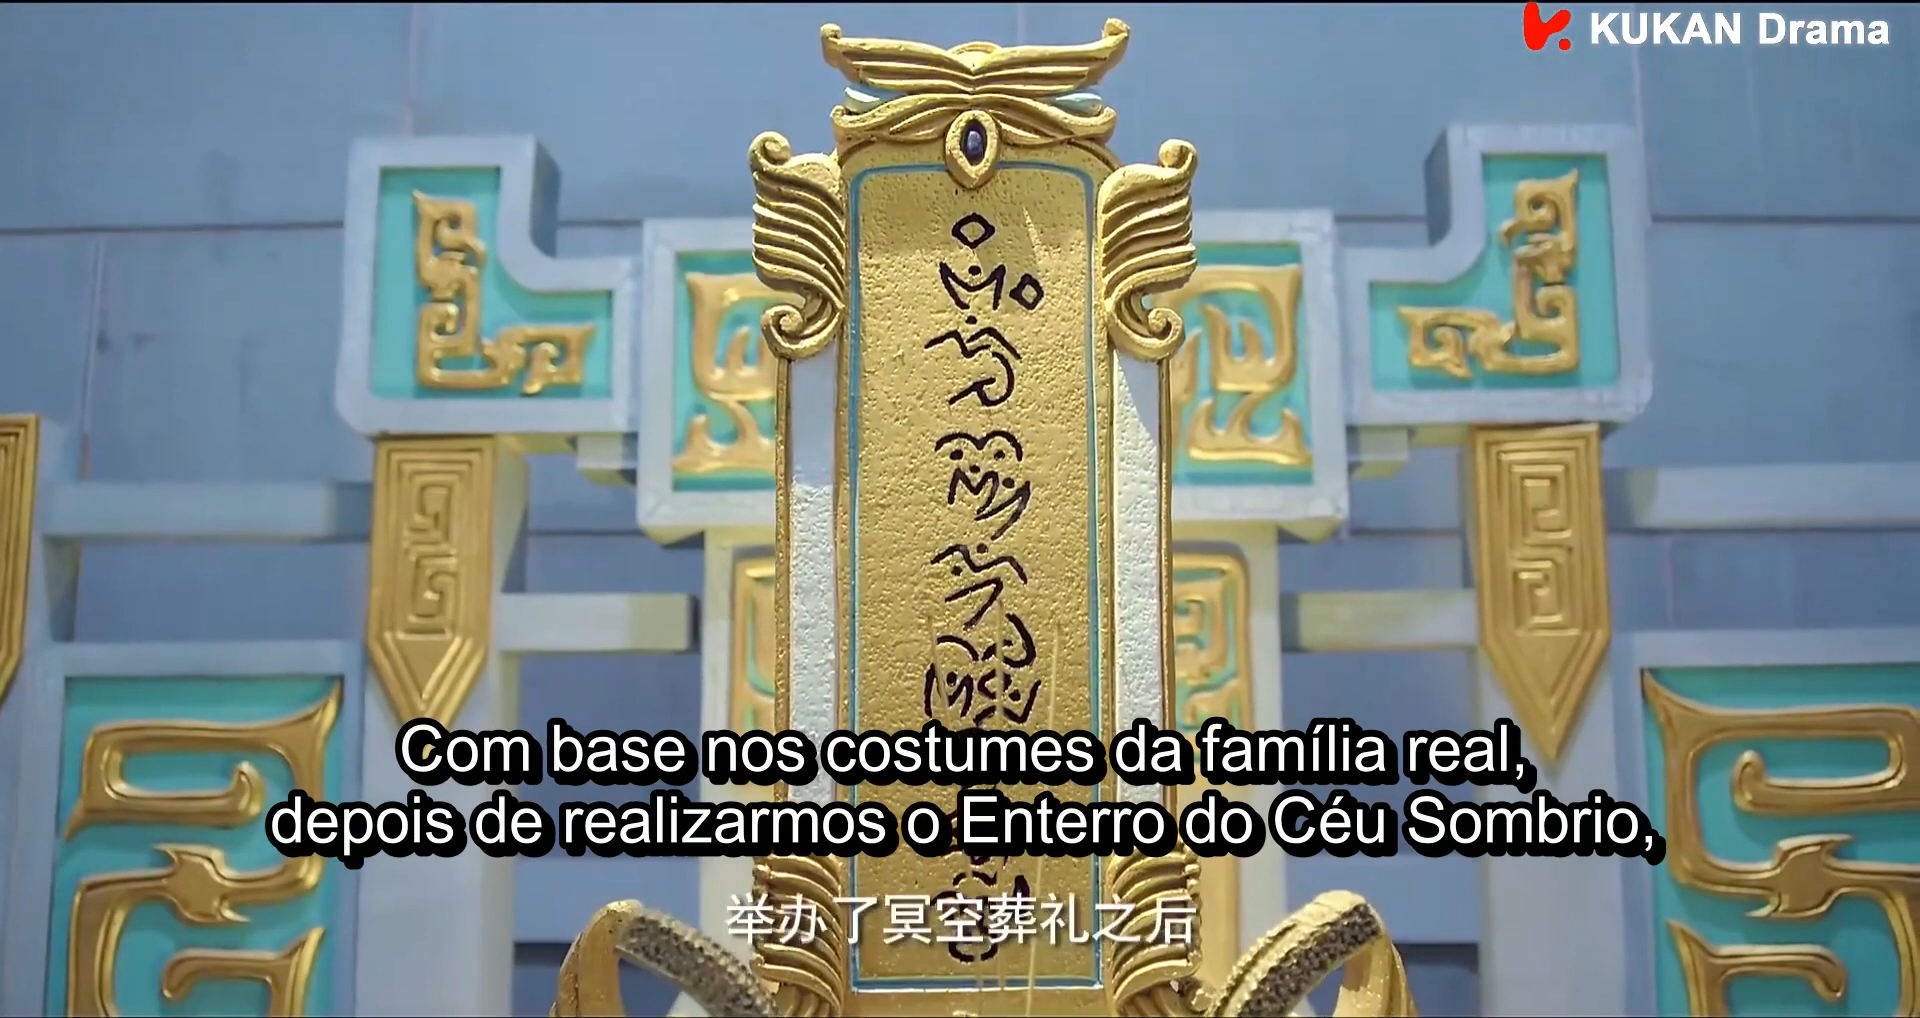 KUKAN Drama
Com base nos costumes da família real,
depois de realizarmos o Enterro do Céu Sombrio,
举办了冥空葬礼之后